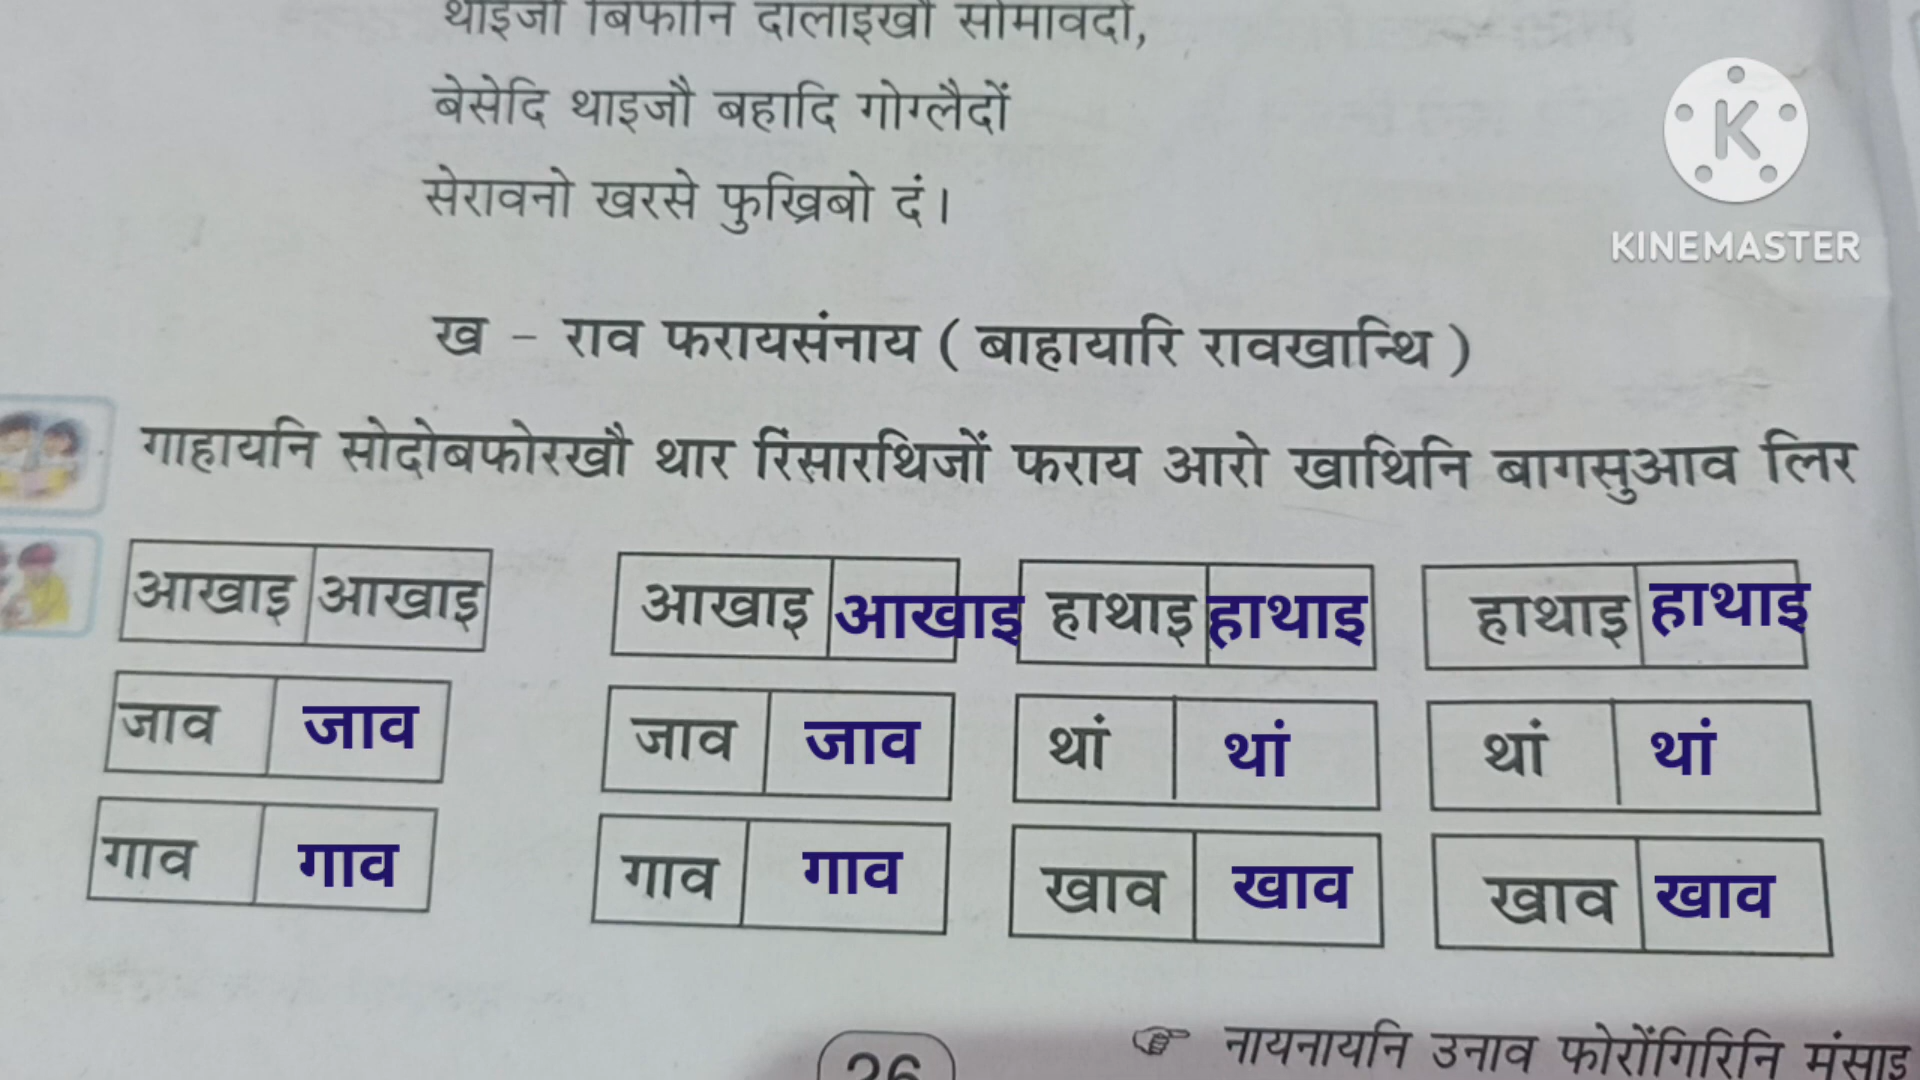 थाइजौ बिफांनि दालाइखौ सोमावदों,
बेसेदि थाइजौ बहादि गोग्लैदों
सेरावनो खरसे फुख्रिबो दं।
K
KINEMASTER
ख - राव फरायसंनाय ( बाहायारि रावखान्थि )
गाहायनि सोदोबफोरखौ थार रिंसारथिजों फराय आरो खाथिनि बागसुआव लिर
आखाइ आखाइ आखाइ आखाइ हाथाइ हाथाइ हाथाइ हाथाइ
जाव जाव जाव जाव थां थां थां थां
गाव गाव गाव गाव खाव खाव खाव खाव
☞ नायनायनि उनाव फोरोंगिरिनि मंसाइ
26